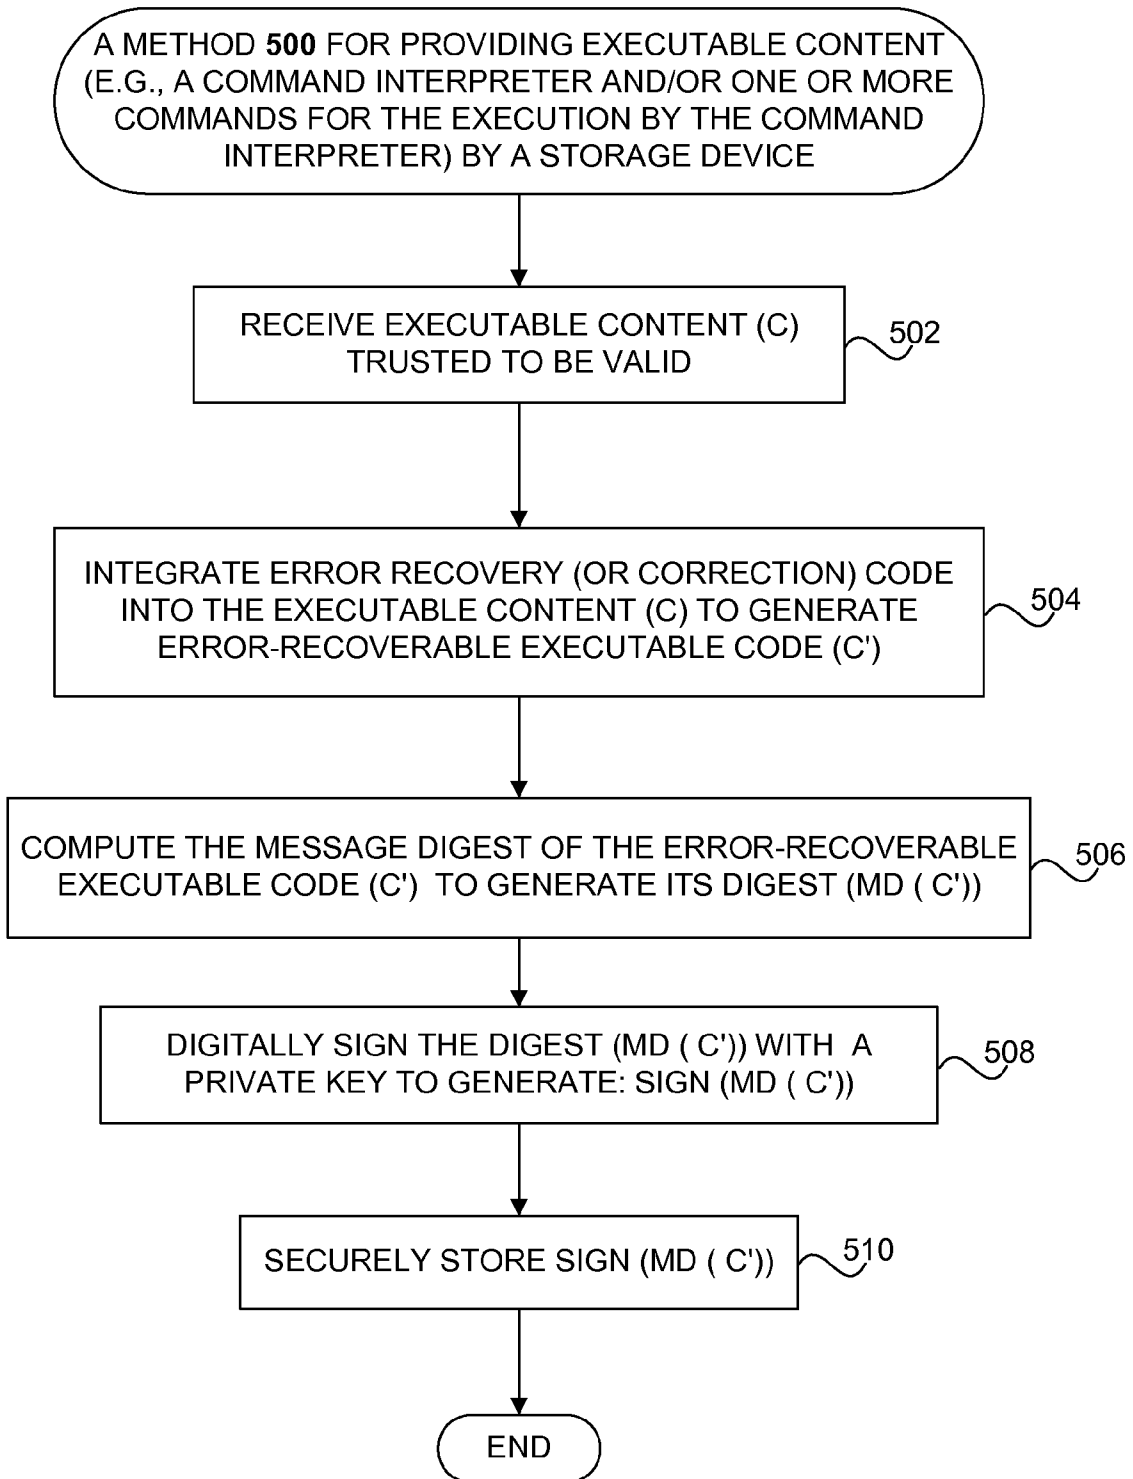 A METHOD 500 FOR PROVIDING EXECUTABLE CONTENT
(E.G., A COMMAND INTERPRETER AND/OR ONE OR MORE
COMMANDS FOR THE EXECUTION BY THE COMMAND
INTERPRETER) BY A STORAGE DEVICE
RECEIVE EXECUTABLE CONTENT (C)
TRUSTED TO BE VALID
502
INTEGRATE ERROR RECOVERY (OR CORRECTION) CODE
INTO THE EXECUTABLE CONTENT (C) TO GENERATE
ERROR-RECOVERABLE EXECUTABLE CODE (C')
504
COMPUTE THE MESSAGE DIGEST OF THE ERROR-RECOVERABLE
EXECUTABLE CODE (C') TO GENERATE ITS DIGEST (MD ( C'))
506
DIGITALLY SIGN THE DIGEST (MD ( C')) WITH A
PRIVATE KEY TO GENERATE: SIGN (MD ( C'))
508
SECURELY STORE SIGN (MD ( C'))
510
END